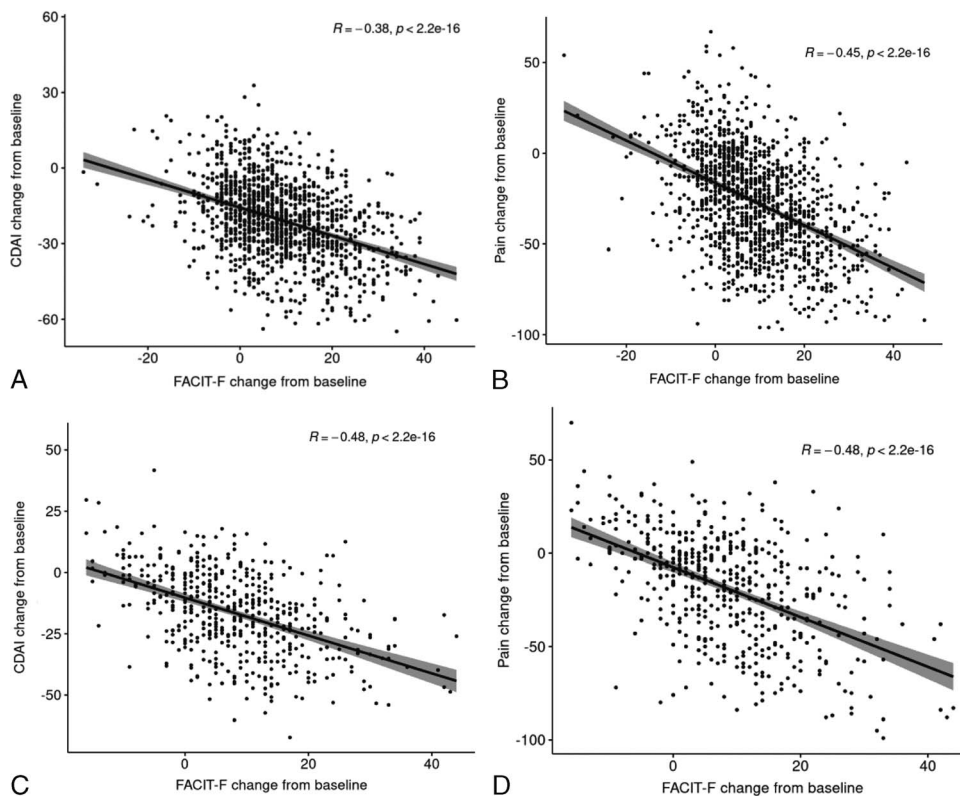 60
30
0
-30
-60
CDAI change from baseline
R = −0.38, p < 2.2e-16
-20 0 20 40
FACIT-F change from baseline
A
50
0
-50
-100
Pain change from baseline
R = −0.45, p < 2.2e-16
-20 0 20 40
FACIT-F change from baseline
B
50
25
0
-25
-50
CDAI change from baseline
R = −0.48, p < 2.2e-16
0 20 40
FACIT-F change from baseline
C
50
0
-50
-100
Pain change from baseline
R = −0.48, p < 2.2e-16
0 20 40
FACIT-F change from baseline
D